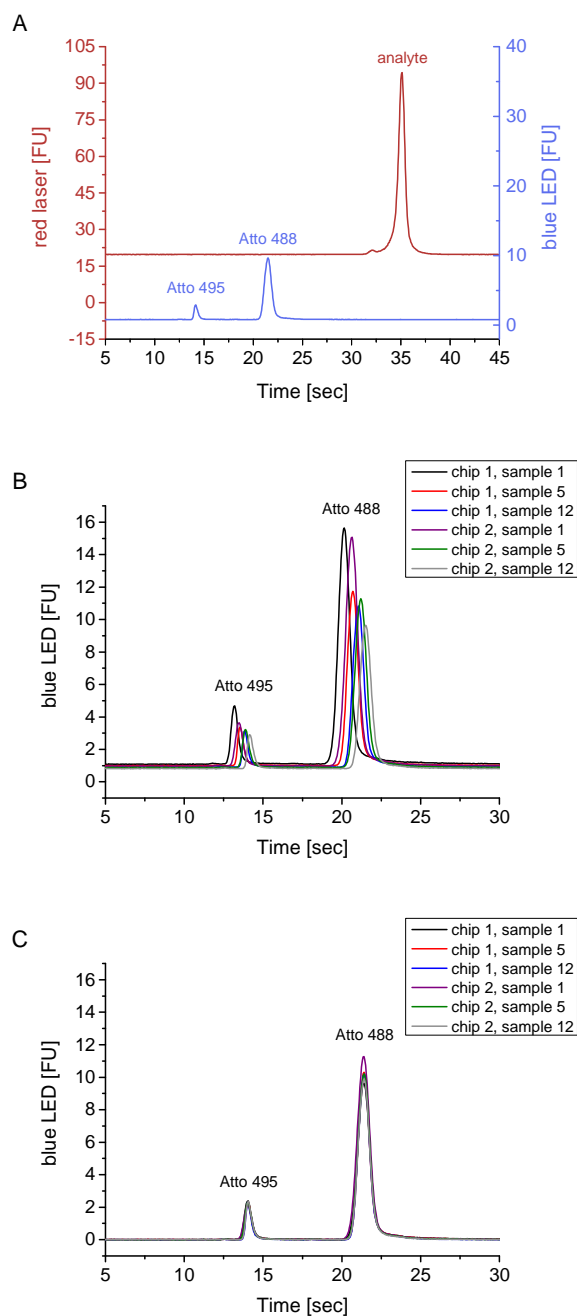 A
analyte
Atto 488
Atto 495
105
90
75
60
45
30
15
0
-15
red laser [FU]
40
30
20
10
0
blue LED [FU]
5 10 15 20 25 30 35 40 45
Time [sec]
B
chip 1, sample 1
chip 1, sample 5
chip 1, sample 12
chip 2, sample 1
chip 2, sample 5
chip 2, sample 12
Atto 488
Atto 495
16
14
12
10
8
6
4
2
0
blue LED [FU]
5 10 15 20 25 30
Time [sec]
C
chip 1, sample 1
chip 1, sample 5
chip 1, sample 12
chip 2, sample 1
chip 2, sample 5
chip 2, sample 12
Atto 488
Atto 495
16
14
12
10
8
6
4
2
0
blue LED [FU]
5 10 15 20 25 30
Time [sec]